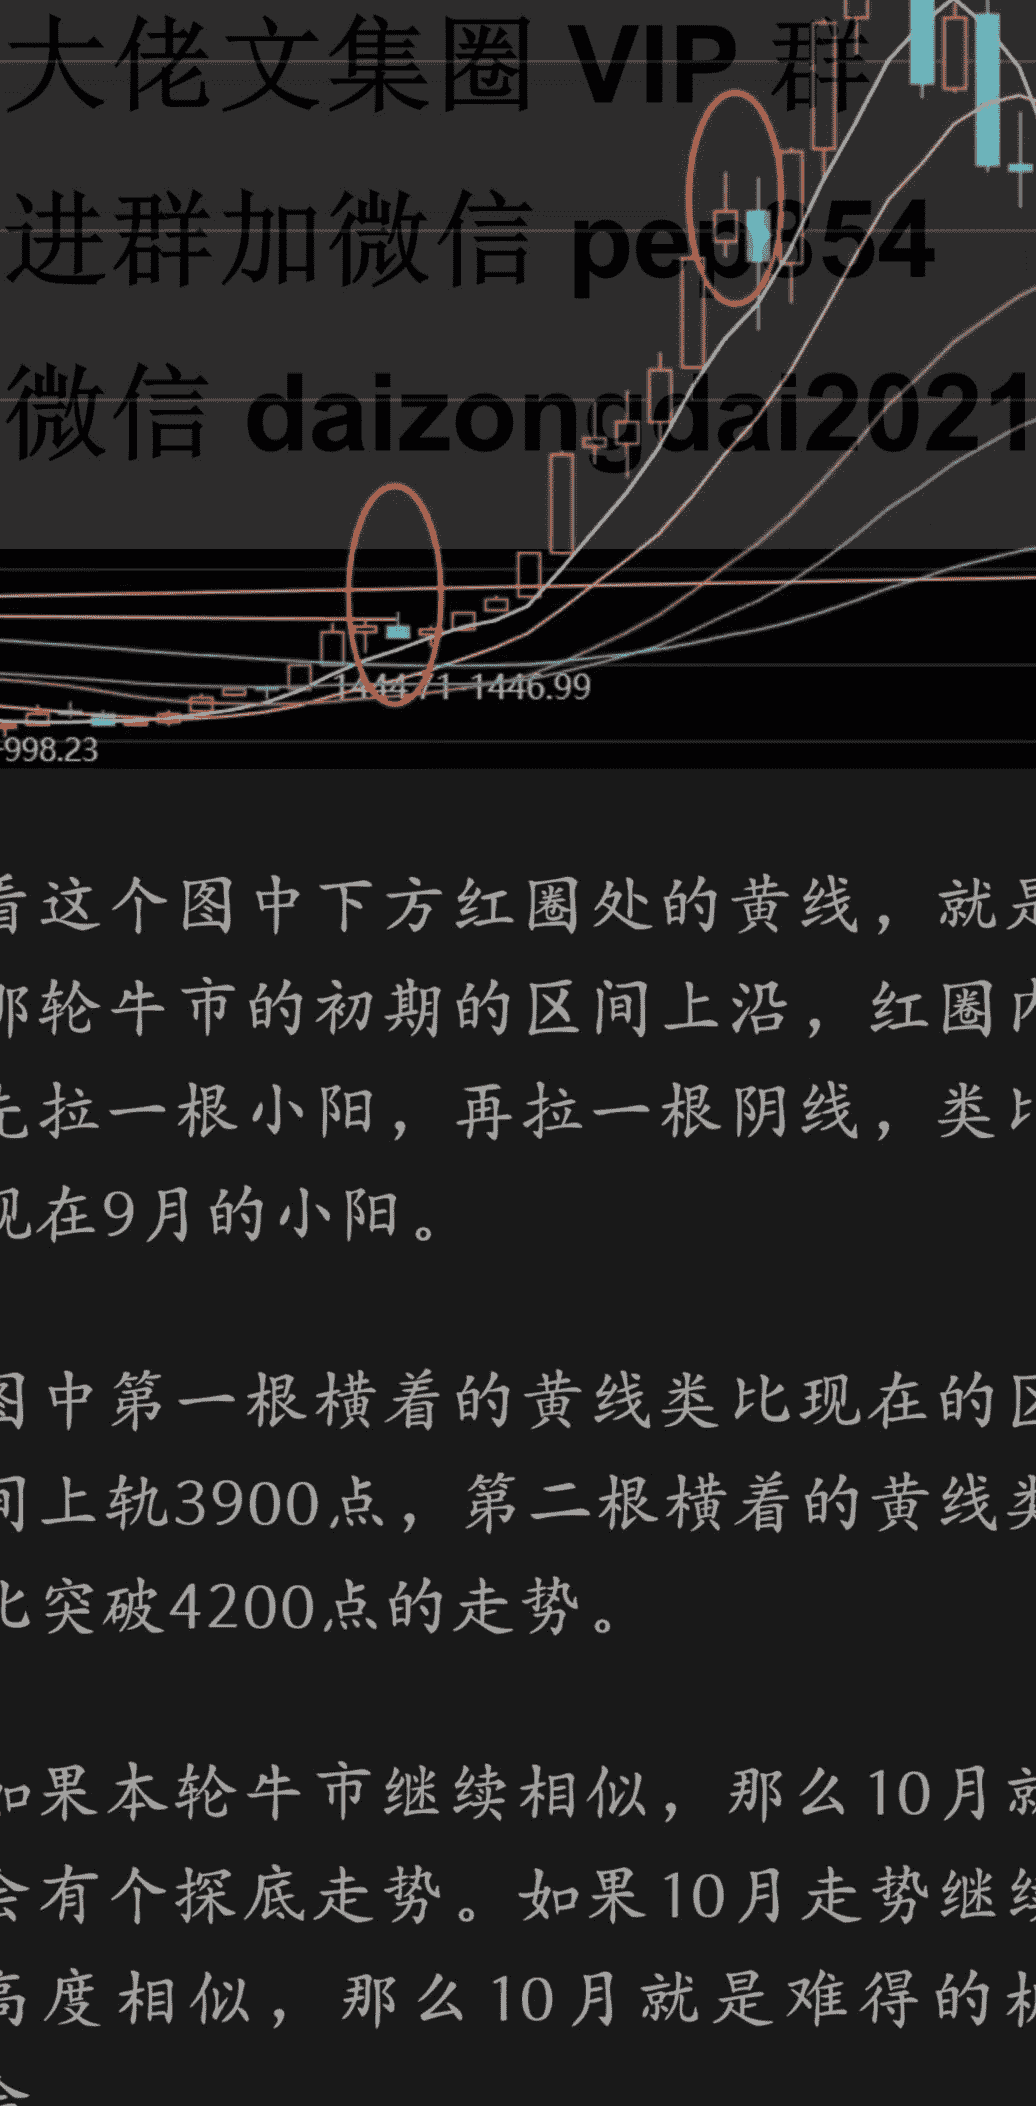 大佬文集圈 VIP 群
进群加微信 pep854
微信 daizongdai2021
1444.71 1446.99
998.23
看这个图中下方红圈处的黄线，就是
那轮牛市的初期的区间上沿，红圈内
先拉一根小阳，再拉一根阴线，类比
现在9月的小阳。
图中第一根横着的黄线类比现在的区
间上轨3900点，第二根横着的黄线类
比突破4200点的走势。
如果本轮牛市继续相似，那么10月就
会有个探底走势。如果10月走势继续
高度相似，那么10月就是难得的机
会